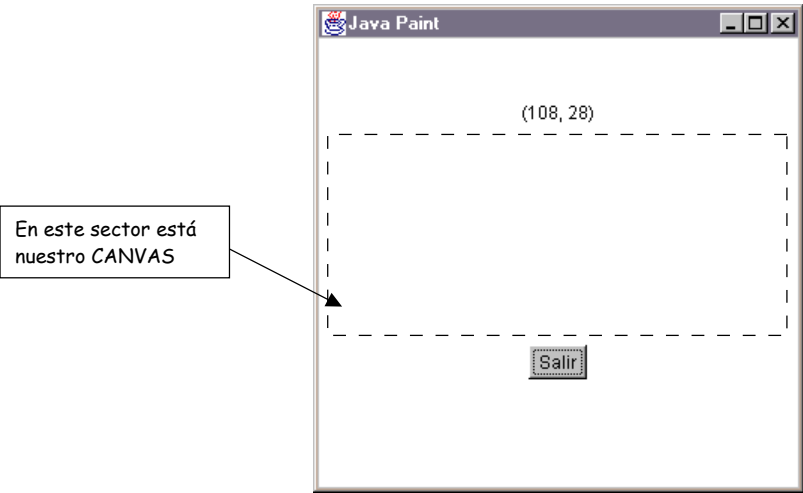 Java Paint
(108, 28)
En este sector está
nuestro CANVAS
Salir